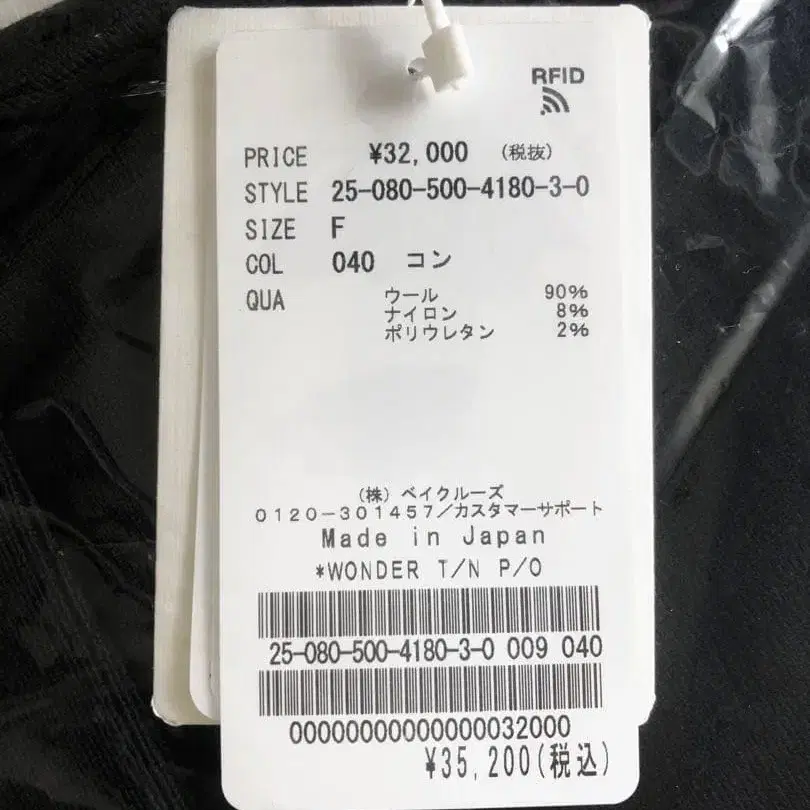 RFID
PRICE ¥32,000 (税抜)
STYLE 25-080-500-4180-3-0
SIZE F
COL 040 コン
QUA ウール 90%
ナイロン 8%
ポリウレタン 2%
(株) ベイクルーズ
0120-301457/カスタマーサポート
Made in Japan
*WONDER T/N P/O
25-080-500-4180-3-0 009 040
00000000000000032000
¥35,200(税込)